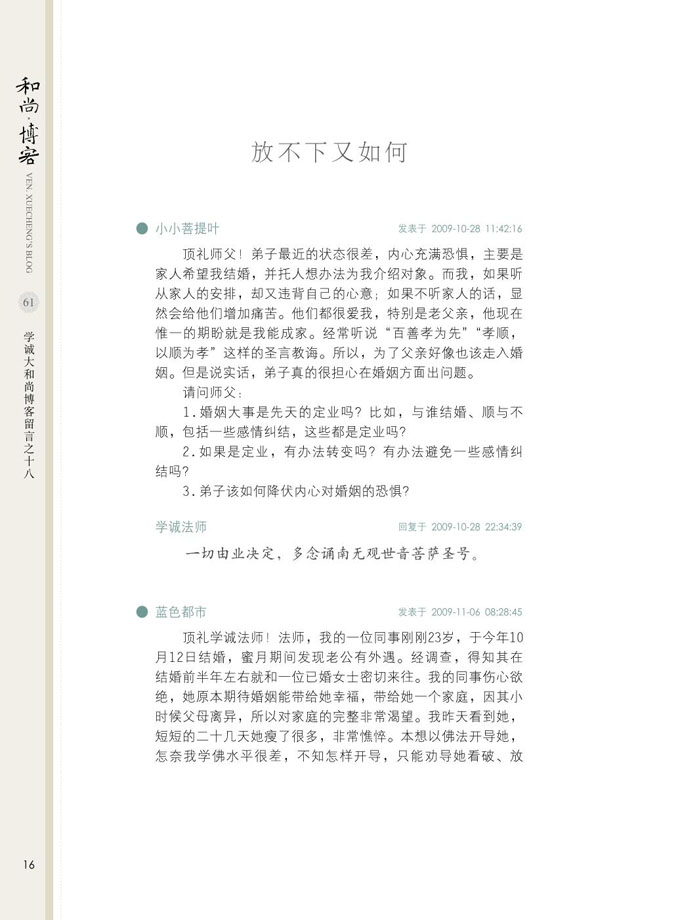 和尚·博客
VEN. XUECHENG'S BLOG
61
学诚大和尚博客留言之十八
放不下又如何
小小菩提叶 发表于 2009-10-28 11:42:16
顶礼师父！弟子最近的状态很差，内心充满恐惧，主要是
家人希望我结婚，并托人想办法为我介绍对象。而我，如果听
从家人的安排，却又违背自己的心意；如果不听家人的话，显
然会给他们增加痛苦。他们都很爱我，特别是老父亲，他现在
惟一的期盼就是我能成家。经常听说“百善孝为先”“孝顺，
以顺为孝”这样的圣言教诲。所以，为了父亲好像也该走入婚
姻。但是说实话，弟子真的很担心在婚姻方面出问题。
请问师父：
1.婚姻大事是先天的定业吗？比如，与谁结婚、顺与不
顺，包括一些感情纠结，这些都是定业吗？
2.如果是定业，有办法转变吗？有办法避免一些感情纠
结吗？
3.弟子该如何降伏内心对婚姻的恐惧？
学诚法师 回复于 2009-10-28 22:34:39
一切由业决定，多念诵南无观世音菩萨圣号。
蓝色都市 发表于 2009-11-06 08:28:45
顶礼学诚法师！法师，我的一位同事刚刚23岁，于今年10
月12日结婚，蜜月期间发现老公有外遇。经调查，得知其在
结婚前半年左右就和一位已婚女士密切来往。我的同事伤心欲
绝，她原本期待婚姻能带给她幸福，带给她一个家庭，因其小
时候父母离异，所以对家庭的完整非常渴望。我昨天看到她，
短短的二十几天她瘦了很多，非常憔悴。本想以佛法开导她，
怎奈我学佛水平很差，不知怎样开导，只能劝导她看破、放
16